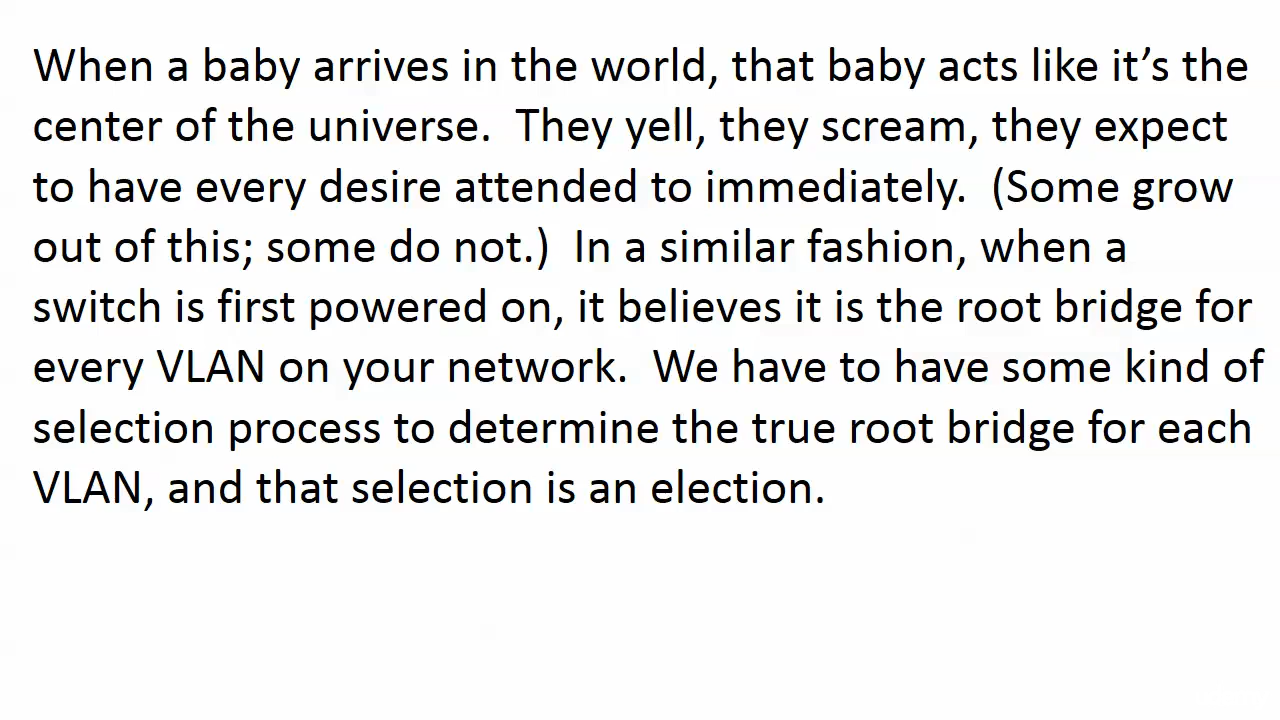 When a baby arrives in the world, that baby acts like it’s the
center of the universe.  They yell, they scream, they expect
to have every desire attended to immediately.  (Some grow
out of this; some do not.)  In a similar fashion, when a
switch is first powered on, it believes it is the root bridge for
every VLAN on your network.  We have to have some kind of
selection process to determine the true root bridge for each
VLAN, and that selection is an election.